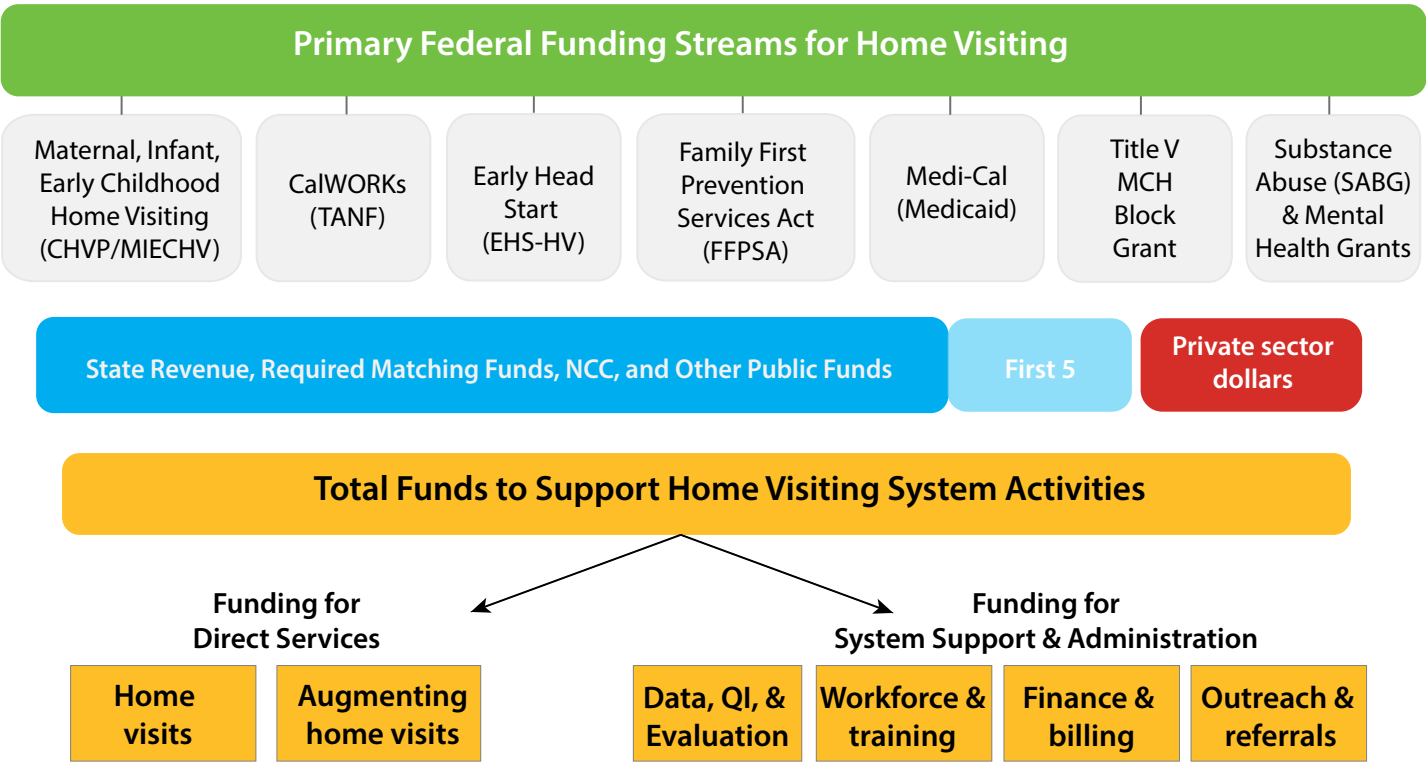 Primary Federal Funding Streams for Home Visiting
Maternal, Infant,
Early Childhood
Home Visiting
(CHVP/MIECHV)
CalWORKs
(TANF)
Early Head
Start
(EHS-HV)
Family First
Prevention
Services Act
(FFPSA)
Medi-Cal
(Medicaid)
Title V
MCH
Block
Grant
Substance
Abuse (SABG)
& Mental
Health Grants
State Revenue, Required Matching Funds, NCC, and Other Public Funds
First 5
Private sector
dollars
Total Funds to Support Home Visiting System Activities
Funding for
Direct Services
Funding for
System Support & Administration
Home
visits
Augmenting
home visits
Data, QI, &
Evaluation
Workforce &
training
Finance &
billing
Outreach &
referrals